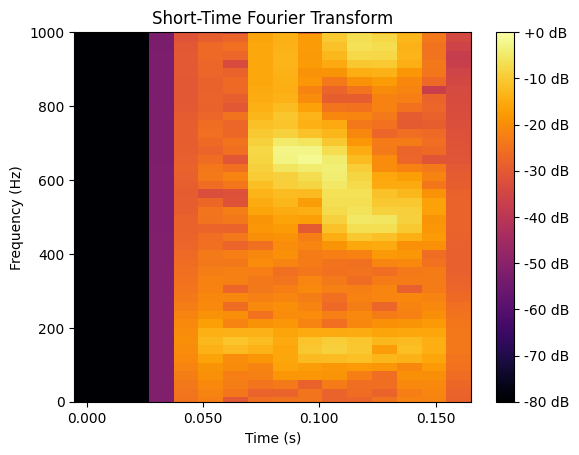 Short-Time Fourier Transform
1000
800
600
400
200
0
Frequency (Hz)
0.000
0.050
0.100
0.150
Time (s)
+0 dB
-10 dB
-20 dB
-30 dB
-40 dB
-50 dB
-60 dB
-70 dB
-80 dB